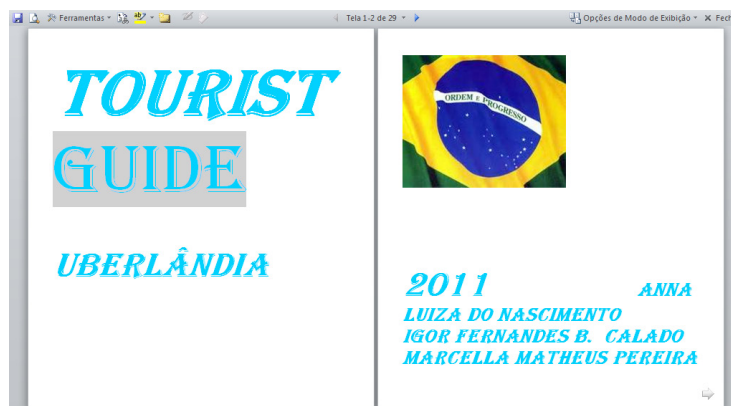 Ferramentas
Tela 1-2 de 29
Opções de Modo de Exibição
Fech
TOURIST
GUIDE
UBERLÂNDIA
ORDEM E PROGRESSO
2011 ANNA
LUIZA DO NASCIMENTO
IGOR FERNANDES B. CALADO
MARCELLA MATHEUS PEREIRA